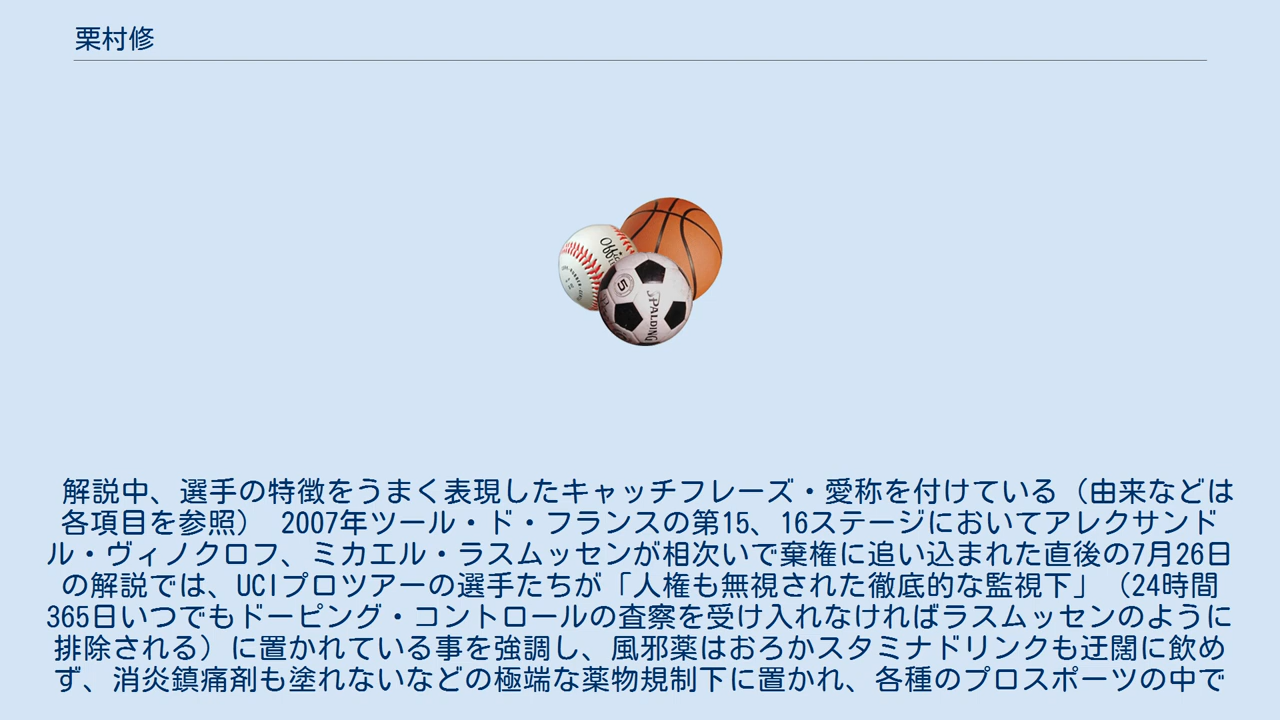 栗村修
Offi
5
SPALDING
解説中、選手の特徴をうまく表現したキャッチフレーズ・愛称を付けている（由来などは
各項目を参照） 2007年ツール・ド・フランスの第15、16ステージにおいてアレクサンド
ル・ヴィノクロフ、ミカエル・ラスムッセンが相次いで棄権に追い込まれた直後の7月26日
の解説では、UCIプロツアーの選手たちが「人権も無視された徹底的な監視下」（24時間
365日いつでもドーピング・コントロールの査察を受け入れなければラスムッセンのように
排除される）に置かれている事を強調し、風邪薬はおろかスタミナドリンクも迂闊に飲め
ず、消炎鎮痛剤も塗れないなどの極端な薬物規制下に置かれ、各種のプロスポーツの中で